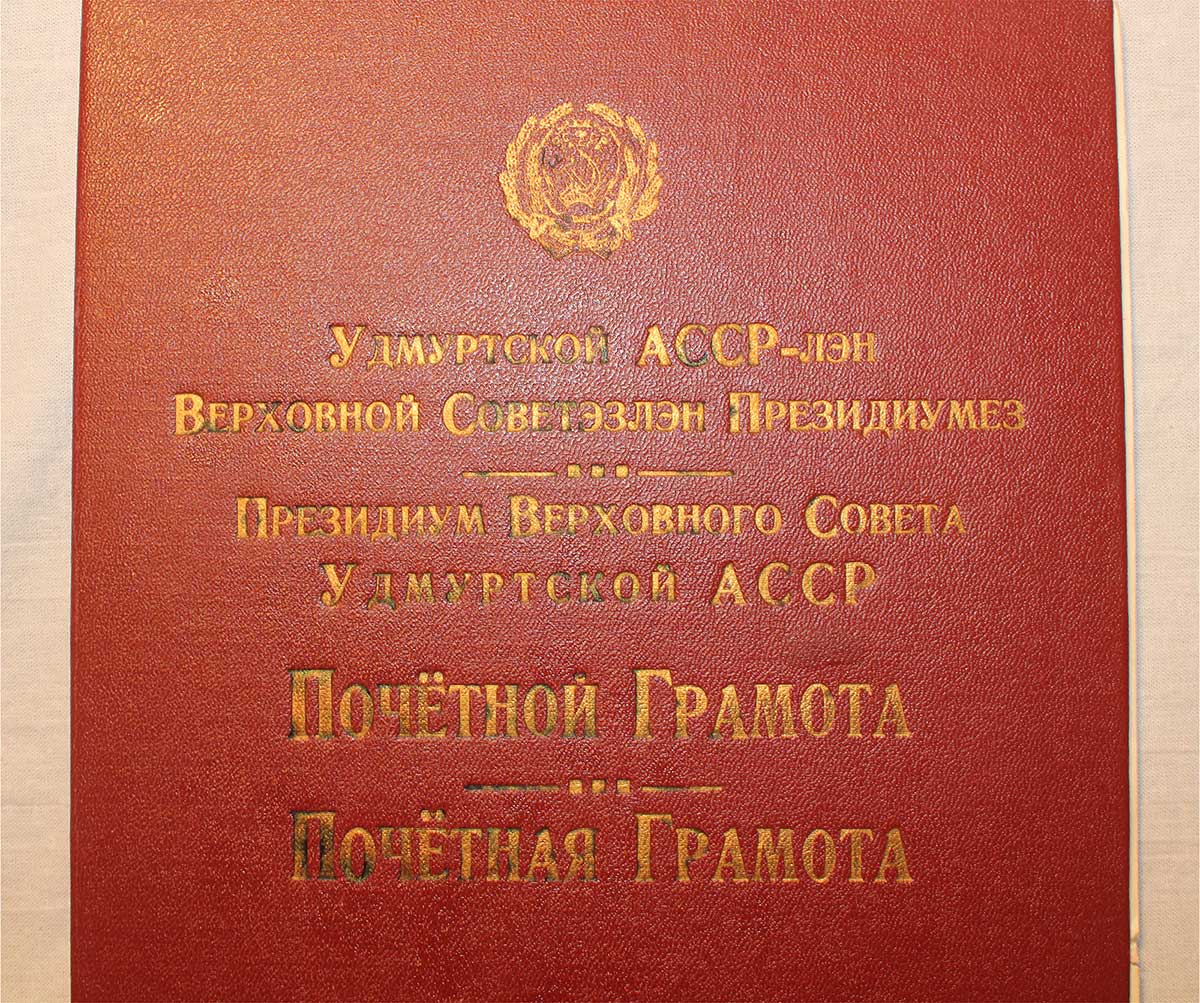 Удмуртской АССР-лэн
Верховной Советэзлэн Президиумез
Президиум Верховного Совета
Удмуртской АССР
Почётной Грамота
Почётная Грамота